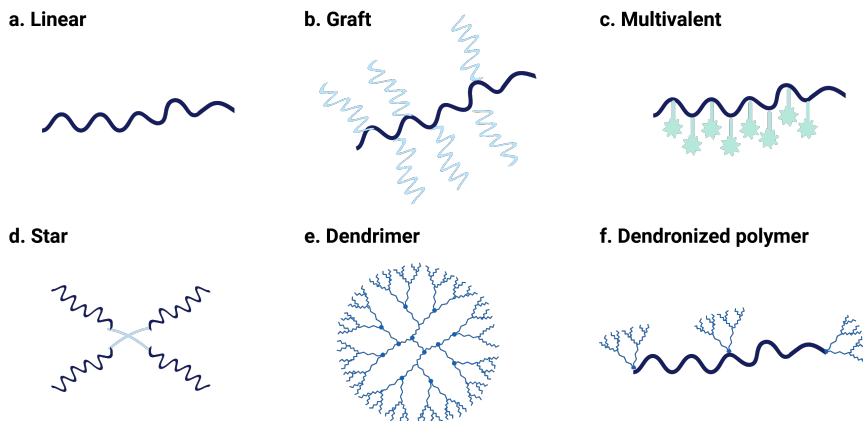 a. Linear
b. Graft
c. Multivalent
d. Star
e. Dendrimer
f. Dendronized polymer